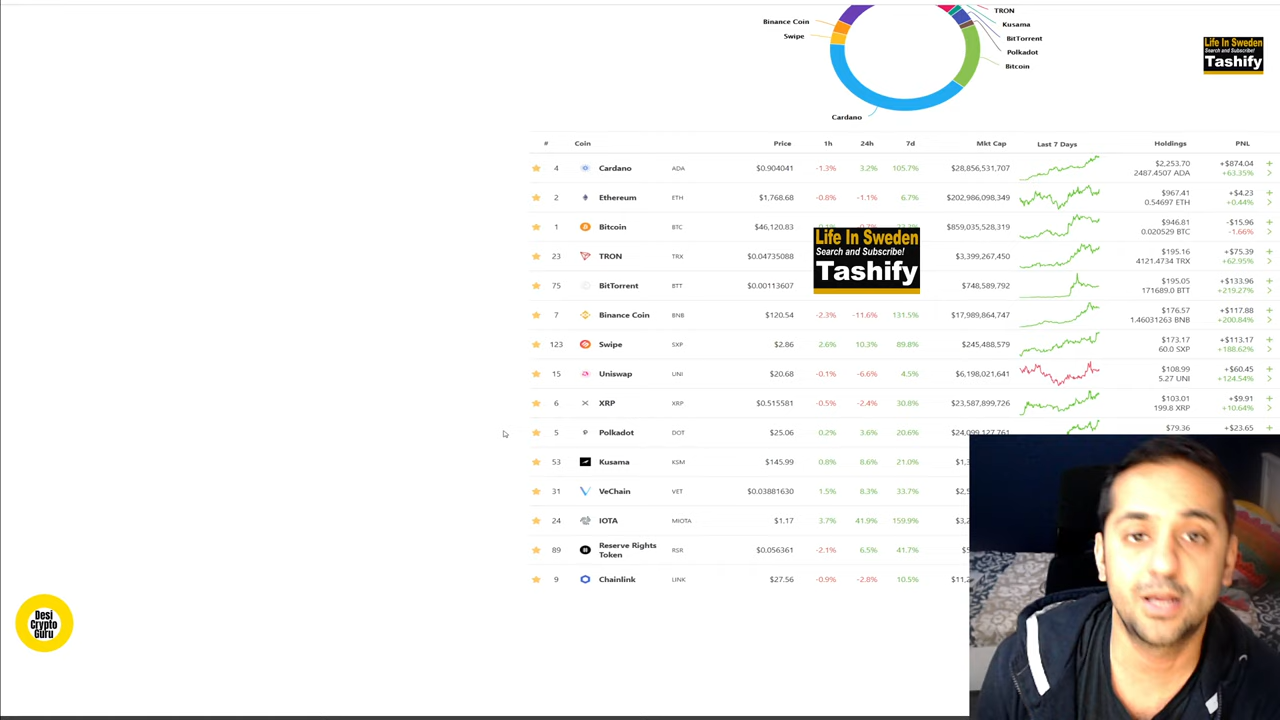 TRON
Binance Coin Kusama
Swipe BitTorrent
Polkadot
Bitcoin
Cardano
Life In Sweden
Search and Subscribe!
Tashify
# Coin Price 1h 24h 7d Mkt Cap Last 7 Days Holdings PNL
4 Cardano ADA $0.904041 -1.3% 3.2% 105.7% $28,856,531,707 $2,253.70 +$874.04
2487.4507 ADA +63.35%
2 Ethereum ETH $1,768.68 -0.8% -1.1% 6.7% $202,986,098,349 $967.41 +$4.23
0.54697 ETH +0.44%
1 Bitcoin BTC $46,120.83 $859,035,528,319 $946.81 -$15.96
0.020529 BTC -1.66%
Life In Sweden
Search and Subscribe!
Tashify
23 TRON TRX $0.04735088 $3,399,267,450 $195.16 +$75.39
4121.4734 TRX +62.95%
75 BitTorrent BTT $0.00113607 $748,589,792 $195.05 +$133.96
171689.0 BTT +219.27%
7 Binance Coin BNB $120.54 -2.3% -11.6% 131.5% $17,989,864,747 $176.57 +$117.88
1.46031263 BNB +200.84%
123 Swipe SXP $2.86 2.6% 10.3% 89.8% $245,488,579 $173.17 +$113.17
60.0 SXP +188.62%
15 Uniswap UNI $20.68 -0.1% -6.6% 4.5% $6,198,021,641 $108.99 +$60.45
5.27 UNI +124.54%
6 XRP XRP $0.515581 -0.5% -2.4% 30.8% $23,587,899,726 $103.01 +$9.91
199.8 XRP +10.64%
5 Polkadot DOT $25.06 0.2% 3.6% 20.6% $24,099,127,761 $79.36 +$23.65
53 Kusama KSM $145.99 0.8% 8.6% 21.0% $1,
31 VeChain VET $0.03881630 1.5% 8.3% 33.7% $2,
24 IOTA MIOTA $1.17 3.7% 41.9% 159.9% $3,
89 Reserve Rights RSR $0.056361 -2.1% 6.5% 41.7% $
Token
9 Chainlink LINK $27.56 -0.9% -2.8% 10.5% $11,
Desi
Crypto
Guru